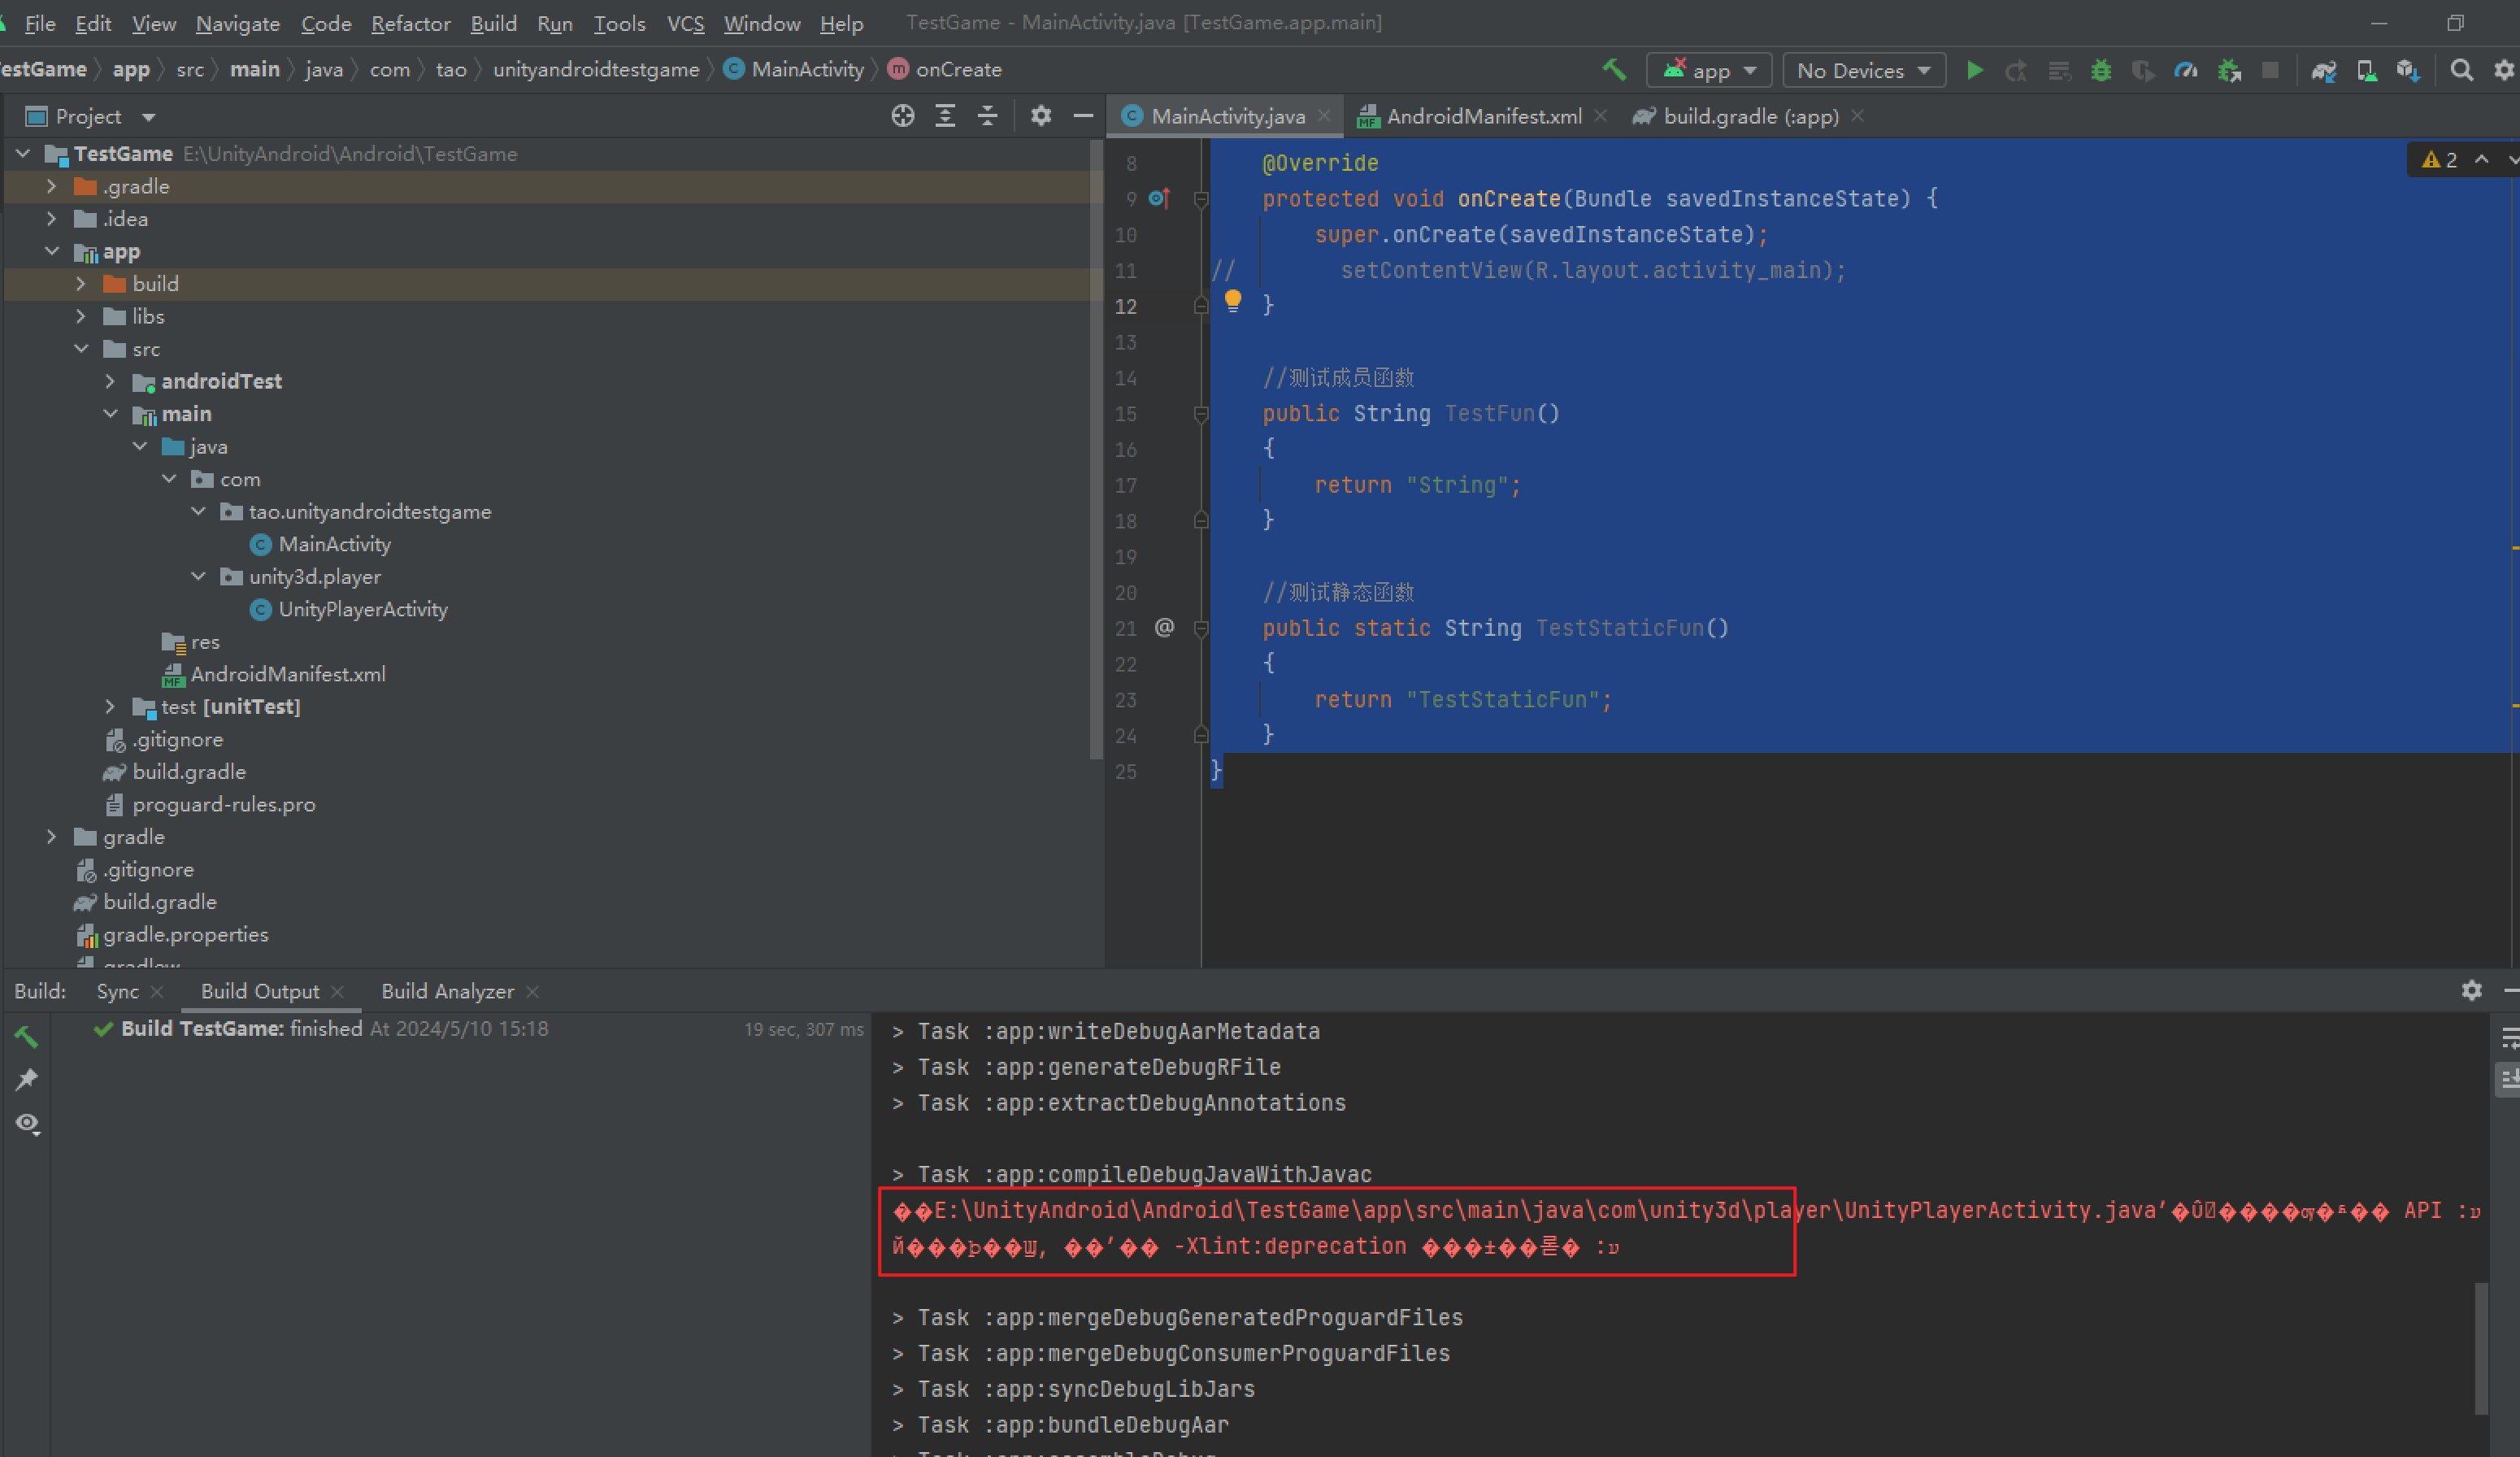 File Edit View Navigate Code Refactor Build Run Tools VCS Window Help TestGame - MainActivity.java [TestGame.app.main]
estGame app src main java com tao unityandroidtestgame MainActivity onCreate app No Devices
Project
MainActivity.java AndroidManifest.xml build.gradle (:app)
TestGame E:\UnityAndroid\Android\TestGame
.gradle
.idea
app
build
libs
src
androidTest
main
java
com
tao.unityandroidtestgame
MainActivity
unity3d.player
UnityPlayerActivity
res
AndroidManifest.xml
test [unitTest]
.gitignore
build.gradle
proguard-rules.pro
gradle
.gitignore
build.gradle
gradle.properties
2
8 @Override
9 protected void onCreate(Bundle savedInstanceState) {
10 super.onCreate(savedInstanceState);
11 // setContentView(R.layout.activity_main);
12 }
13
14 //测试成员函数
15 public String TestFun()
16 {
17 return "String";
18 }
19
20 //测试静态函数
21 @ public static String TestStaticFun()
22 {
23 return "TestStaticFun";
24 }
25 }
Build: Sync Build Output Build Analyzer
Build TestGame: finished At 2024/5/10 15:18 19 sec, 307 ms
> Task :app:writeDebugAarMetadata
> Task :app:generateDebugRFile
> Task :app:extractDebugAnnotations
> Task :app:compileDebugJavaWithJavac
��E:\UnityAndroid\Android\TestGame\app\src\main\java\com\unity3d\player\UnityPlayerActivity.java API
-Xlint:deprecation
> Task :app:mergeDebugGeneratedProguardFiles
> Task :app:mergeDebugConsumerProguardFiles
> Task :app:syncDebugLibJars
> Task :app:bundleDebugAar